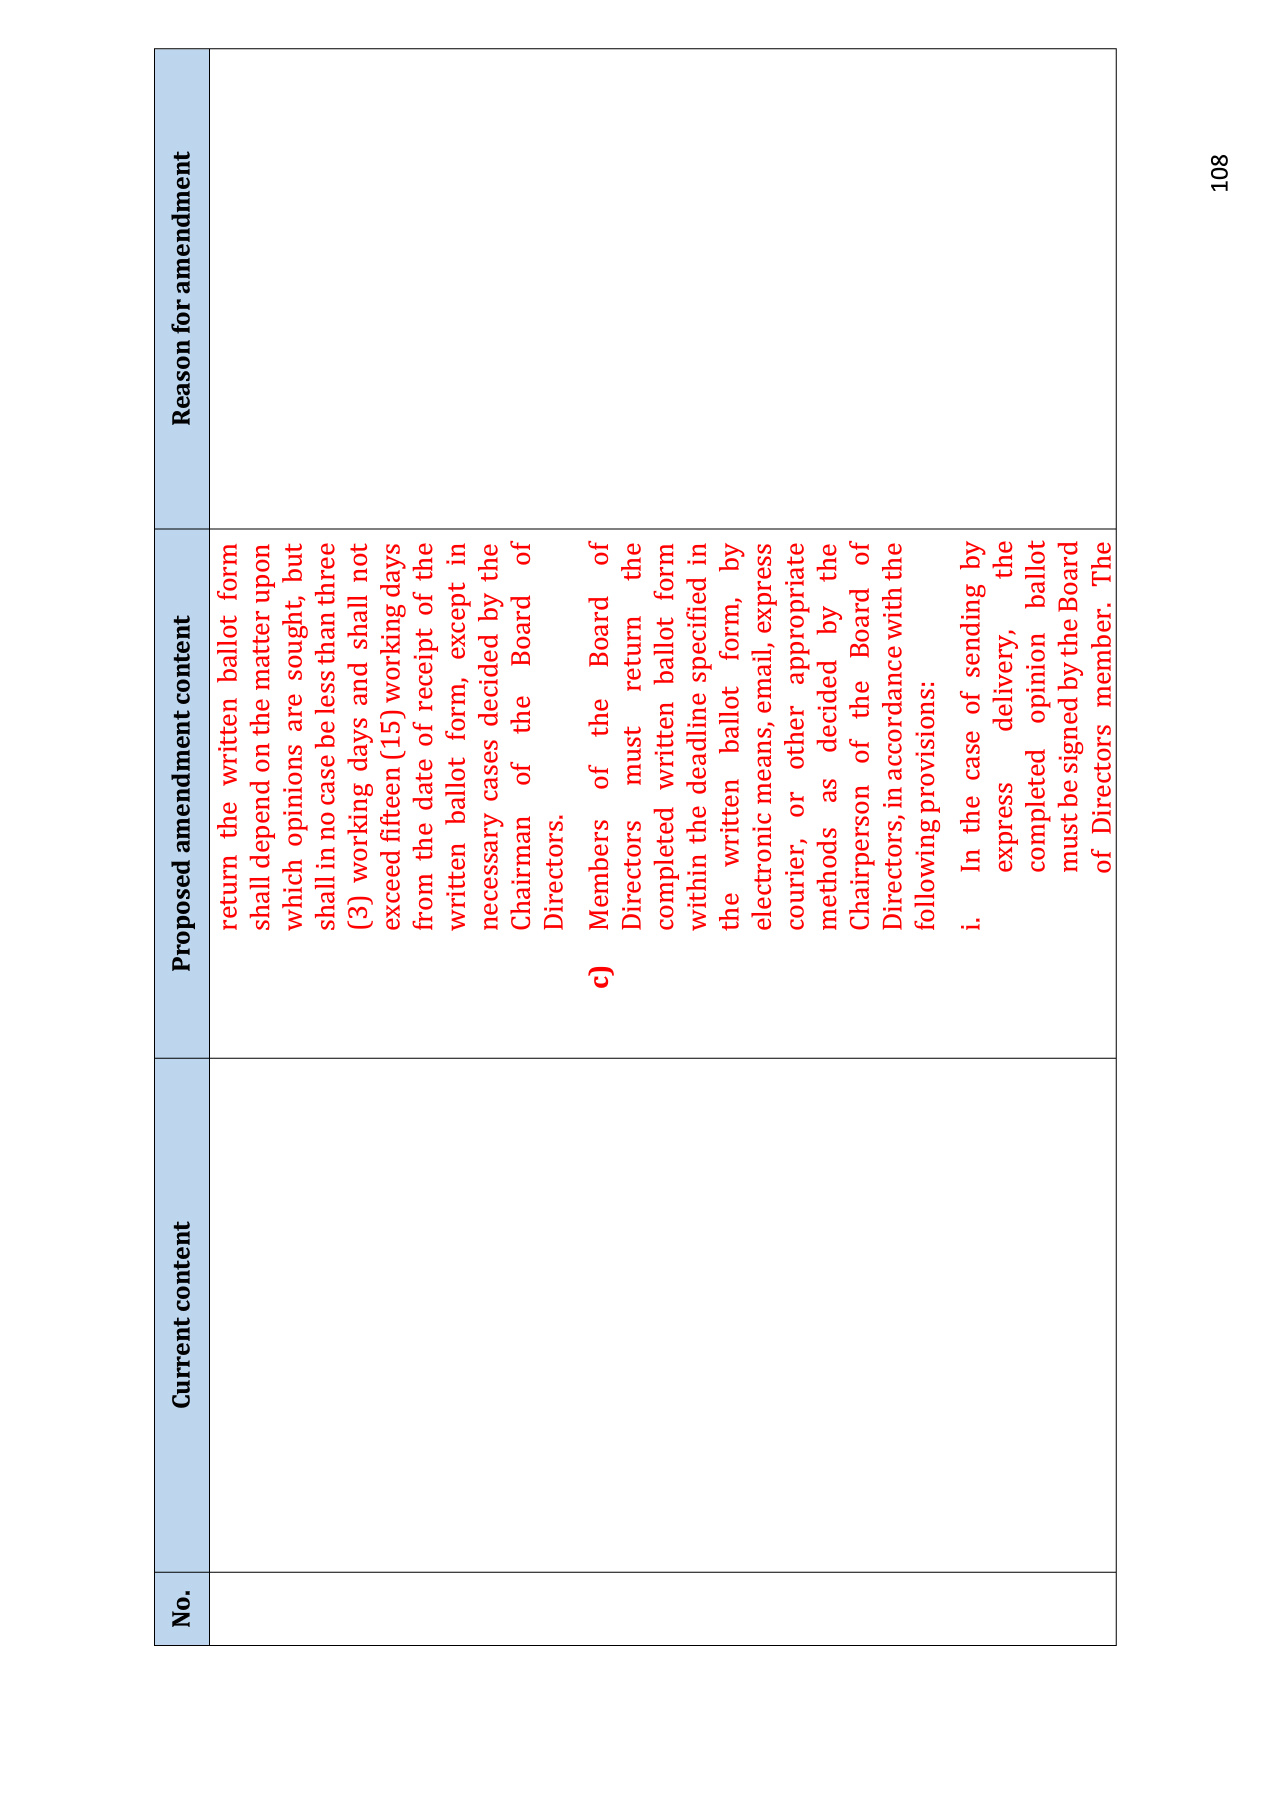 No. Current content Proposed amendment content Reason for amendment
return the written ballot form
shall depend on the matter upon
which opinions are sought, but
shall in no case be less than three
(3) working days and shall not
exceed fifteen (15) working days
from the date of receipt of the
written ballot form, except in
necessary cases decided by the
Chairman of the Board of
Directors.
c) Members of the Board of
Directors must return the
completed written ballot form
within the deadline specified in
the written ballot form, by
electronic means, email, express
courier, or other appropriate
methods as decided by the
Chairperson of the Board of
Directors, in accordance with the
following provisions:
i. In the case of sending by
express delivery, the
completed opinion ballot
must be signed by the Board
of Directors member. The
108